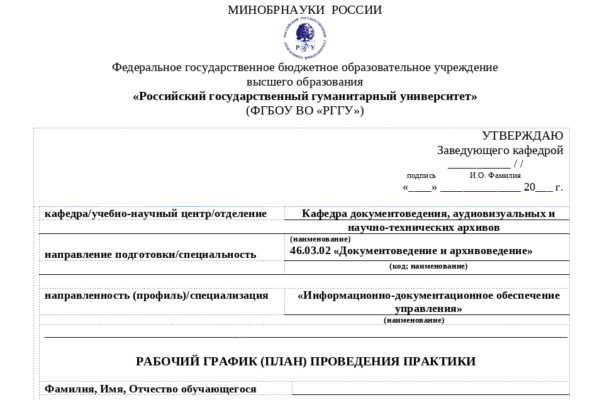 МИНОБРНАУКИ РОССИИ
РГУ
Федеральное государственное бюджетное образовательное учреждение
высшего образования
«Российский государственный гуманитарный университет»
(ФГБОУ ВО «РГГУ»)
УТВЕРЖДАЮ
Заведующего кафедрой
___________ / /
подпись И.О. Фамилия
«____» ______________ 20___ г.
кафедра/учебно-научный центр/отделение Кафедра документоведения, аудиовизуальных и
научно-технических архивов
(наименование)
направление подготовки/специальность 46.03.02 «Документоведение и архивоведение»
(код; наименование)
направленность (профиль)/специализация «Информационно-документационное обеспечение
управления»
(наименование)
РАБОЧИЙ ГРАФИК (ПЛАН) ПРОВЕДЕНИЯ ПРАКТИКИ
Фамилия, Имя, Отчество обучающегося